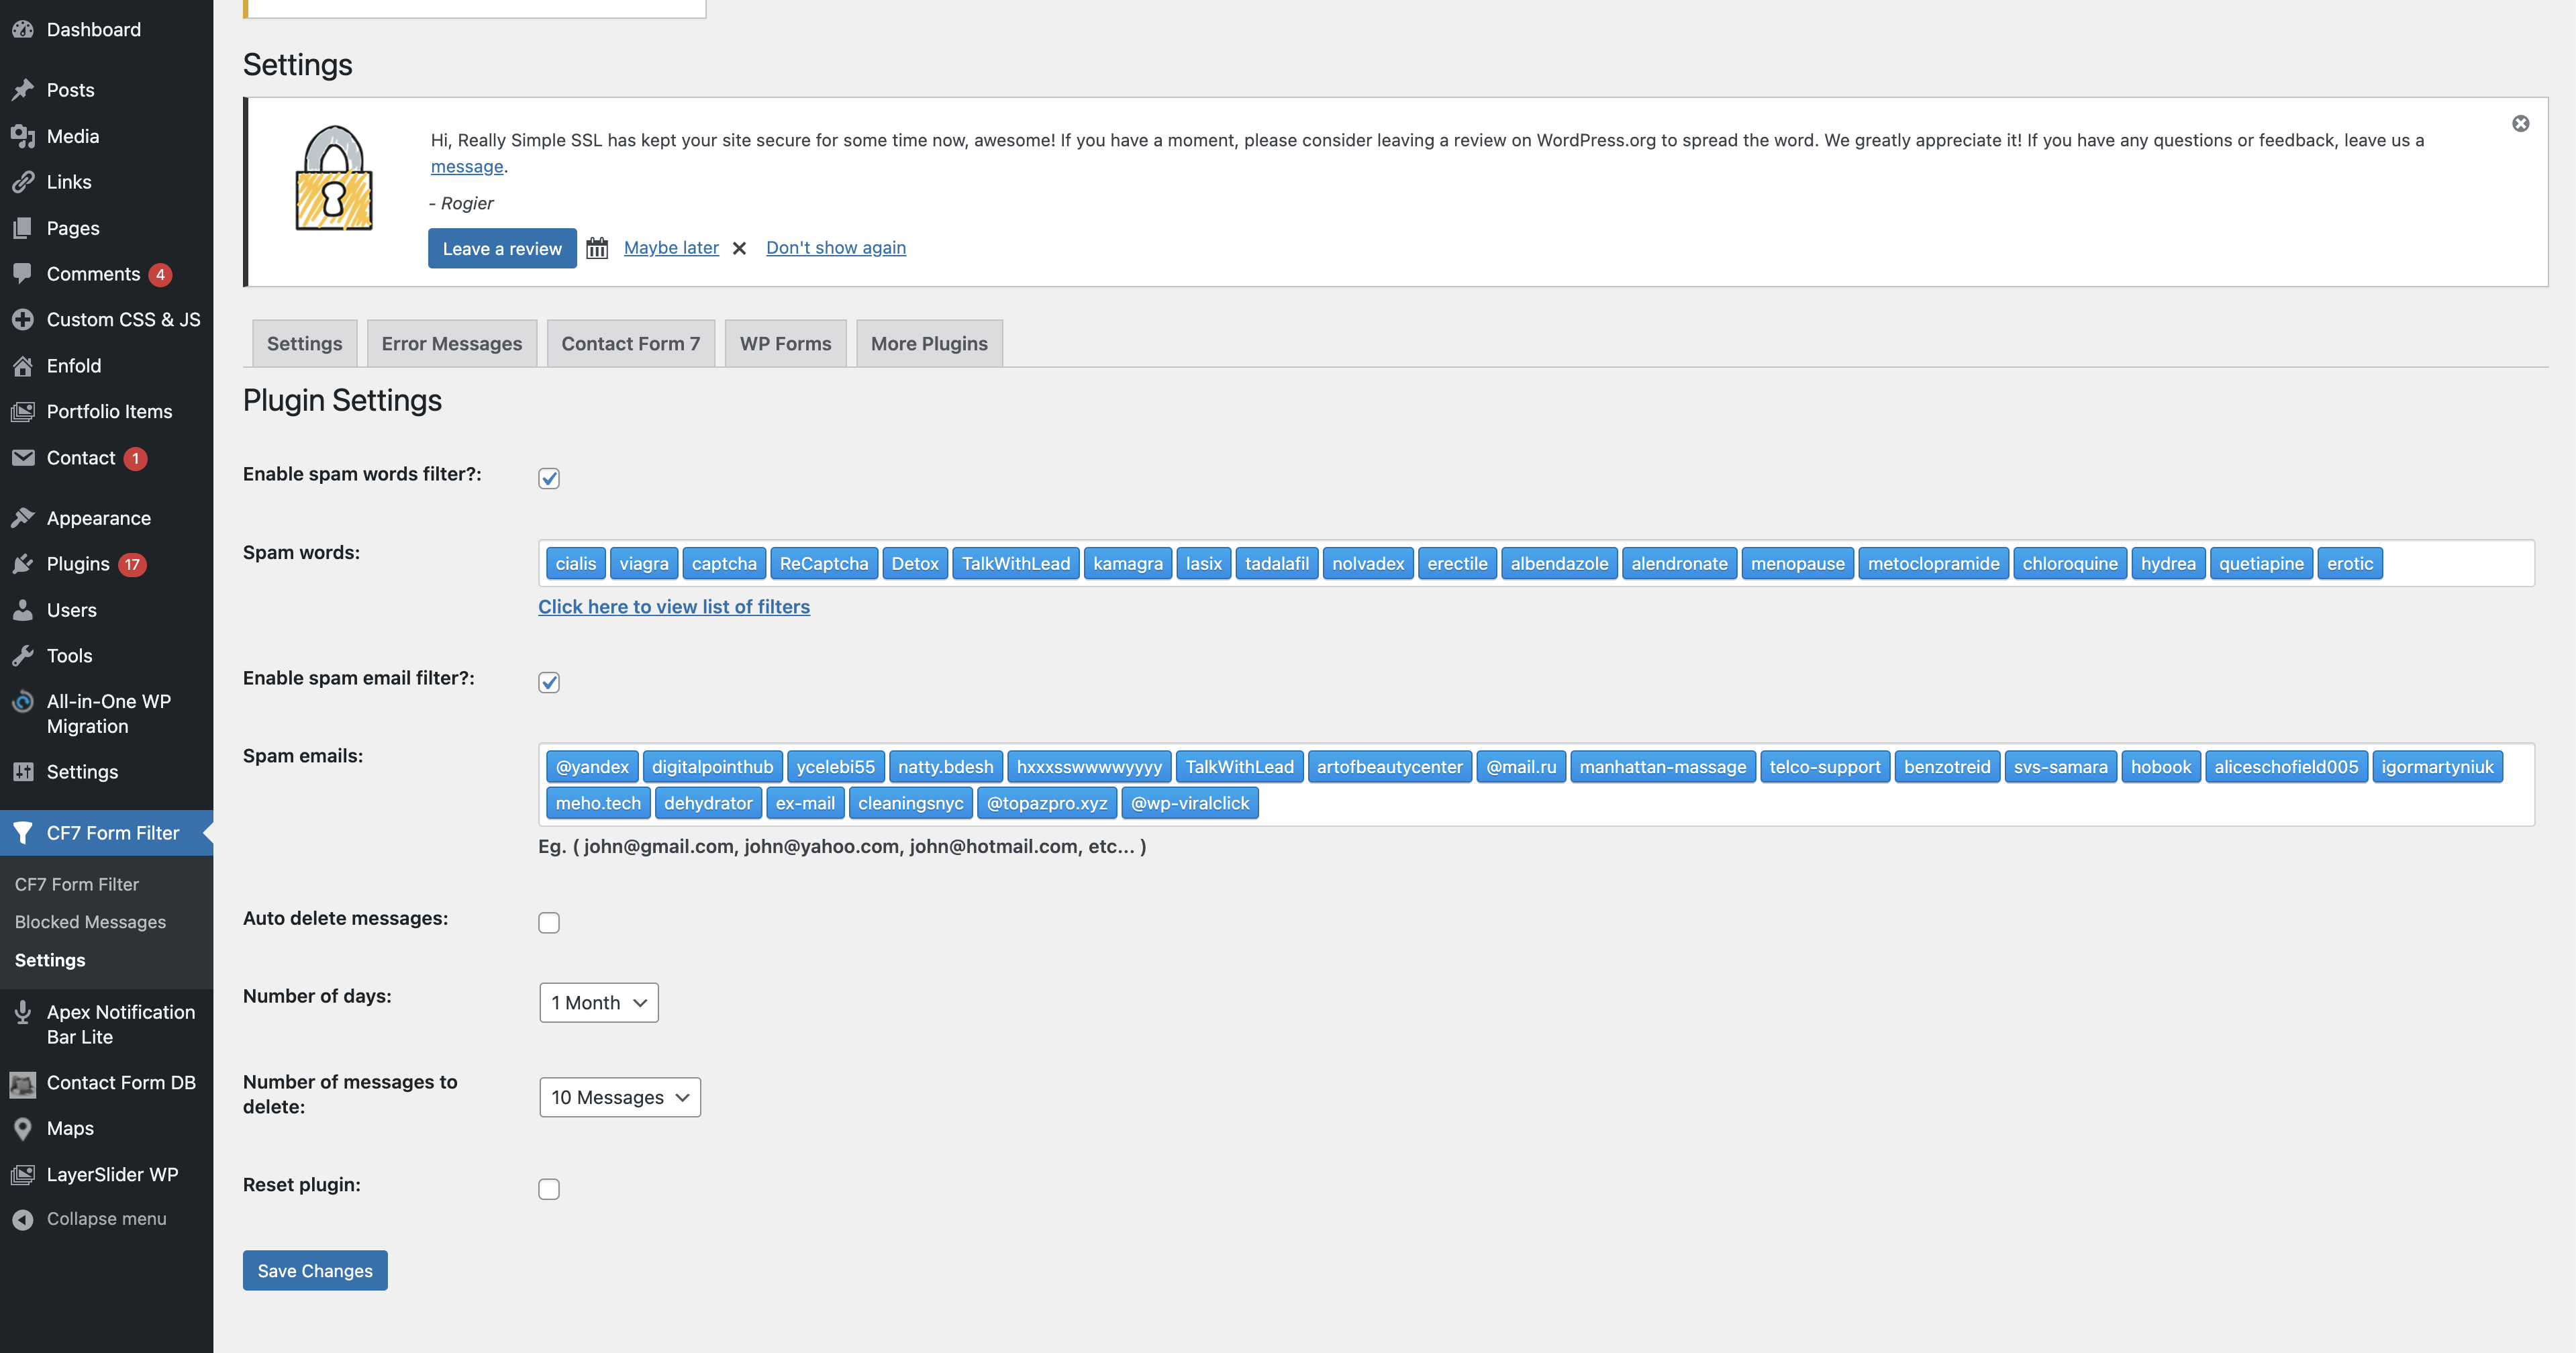 Dashboard
Posts
Media
Links
Pages
Comments 4
Custom CSS & JS
Enfold
Portfolio Items
Contact 1
Appearance
Plugins 17
Users
Tools
All-in-One WP
Migration
Settings
CF7 Form Filter
CF7 Form Filter
Blocked Messages
Settings
Apex Notification
Bar Lite
Contact Form DB
Maps
LayerSlider WP
Collapse menu
Settings
Hi, Really Simple SSL has kept your site secure for some time now, awesome! If you have a moment, please consider leaving a review on WordPress.org to spread the word. We greatly appreciate it! If you have any questions or feedback, leave us a
message.
- Rogier
Leave a review Maybe later Don't show again
Settings Error Messages Contact Form 7 WP Forms More Plugins
Plugin Settings
Enable spam words filter?:
Spam words: cialis viagra captcha ReCaptcha Detox TalkWithLead kamagra lasix tadalafil nolvadex erectile albendazole alendronate menopause metoclopramide chloroquine hydrea quetiapine erotic
Click here to view list of filters
Enable spam email filter?:
Spam emails: @yandex digitalpointhub ycelebi55 natty.bdesh hxxxsswwwwyyyy TalkWithLead artofbeautycenter @mail.ru manhattan-massage telco-support benzotreid svs-samara hobook aliceschofield005 igormartyniuk
meho.tech dehydrator ex-mail cleaningsnyc @topazpro.xyz @wp-viralclick
Eg. ( john@gmail.com, john@yahoo.com, john@hotmail.com, etc... )
Auto delete messages:
Number of days: 1 Month
Number of messages to
delete: 10 Messages
Reset plugin:
Save Changes